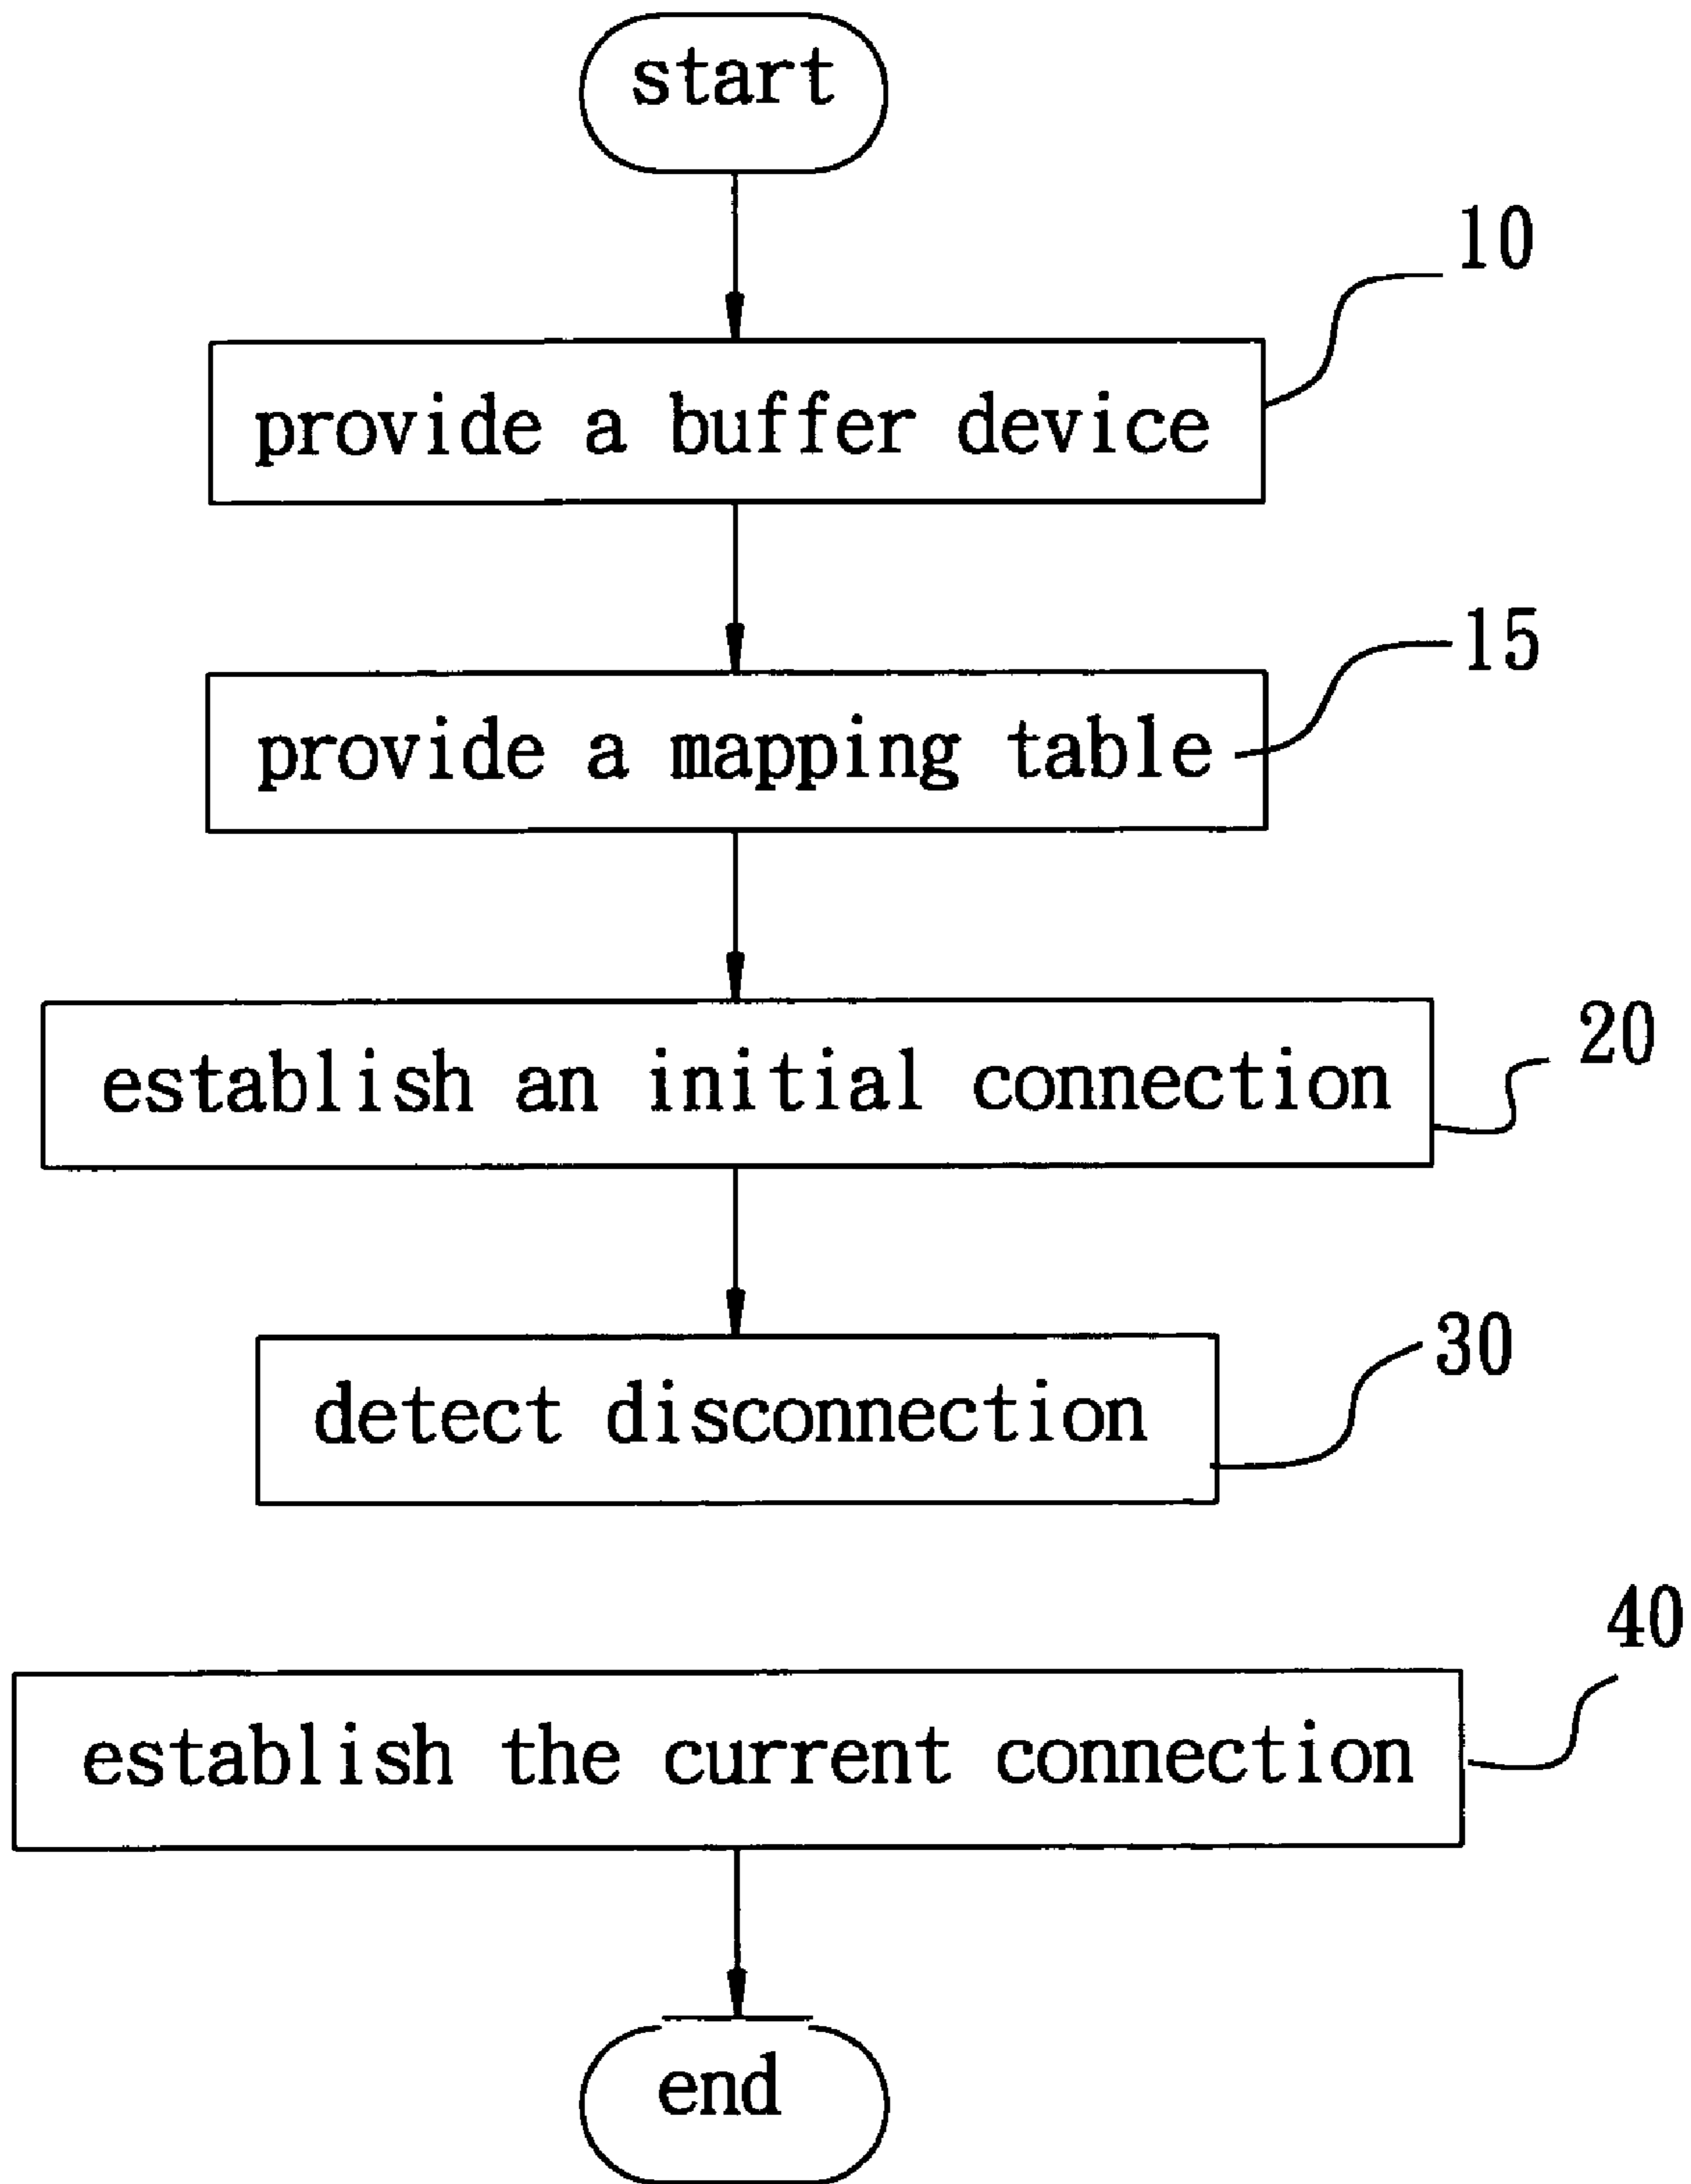 start
10
provide a buffer device
15
provide a mapping table
20
establish an initial connection
30
detect disconnection
40
establish the current connection
end